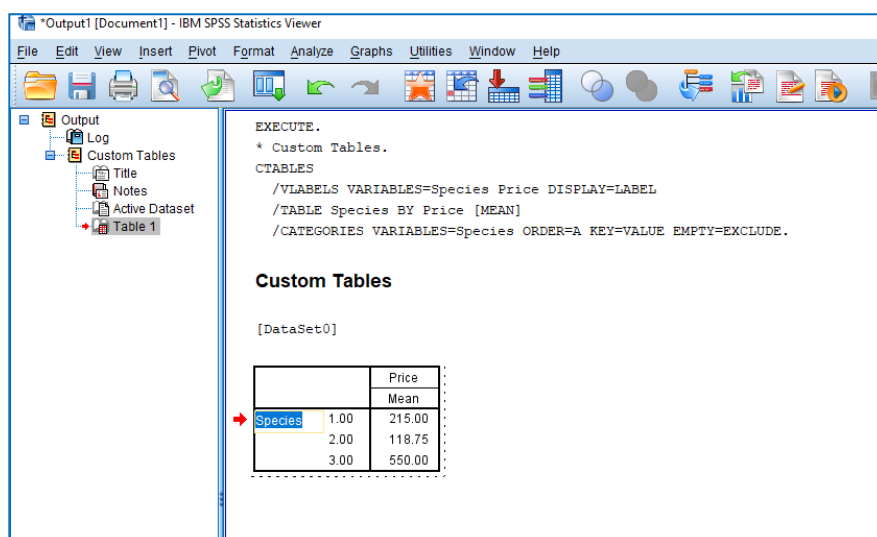 *Output1 [Document1] - IBM SPSS Statistics Viewer
File Edit View Insert Pivot Format Analyze Graphs Utilities Window Help
Output
Log
Custom Tables
Title
Notes
Active Dataset
Table 1
EXECUTE.
* Custom Tables.
CTABLES
/VLABELS VARIABLES=Species Price DISPLAY=LABEL
/TABLE Species BY Price [MEAN]
/CATEGORIES VARIABLES=Species ORDER=A KEY=VALUE EMPTY=EXCLUDE.
Custom Tables
[DataSet0]
Price
Mean
Species 1.00 215.00
2.00 118.75
3.00 550.00